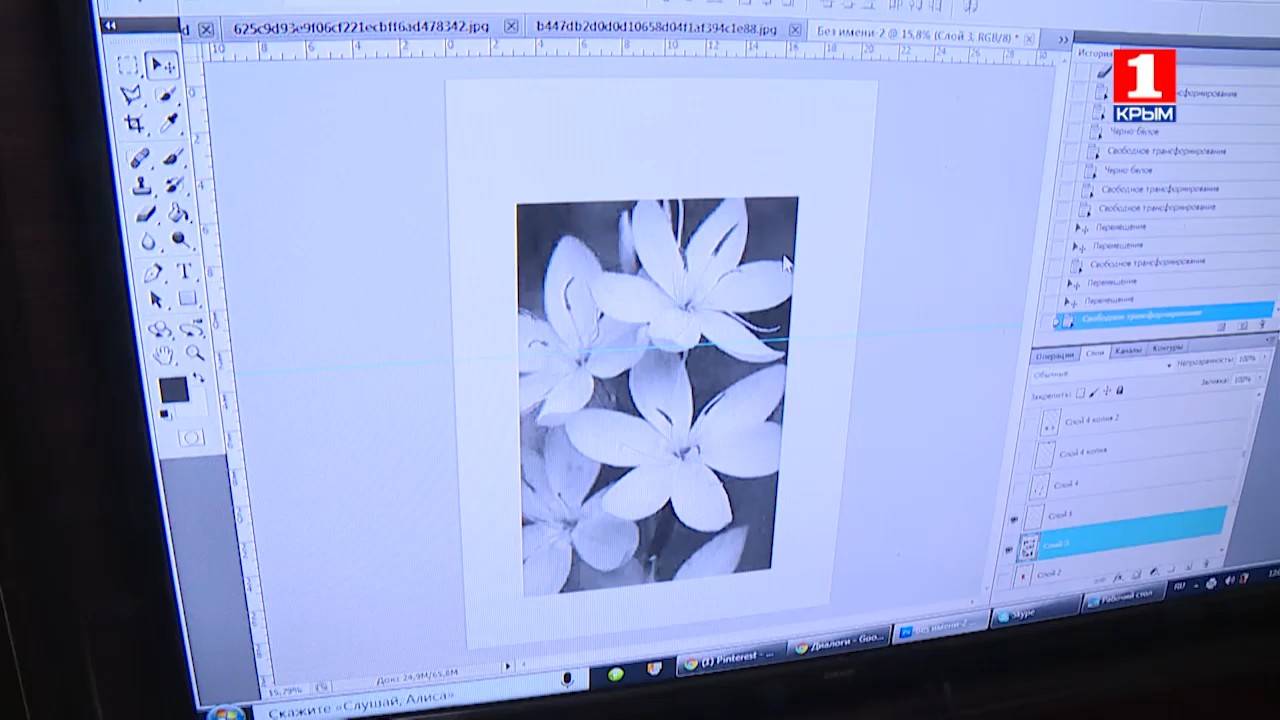 625c9d93e9f06cf221ecbff6ad478342.jpg
b447db2d0d0d10658d04f1af394c1e88.jpg
Без имени-2 @ 15,8% (Слой 3, RGB/8) *
История
1
КРЫМ
Черно-белое
Свободное трансформирование
Черно-белое
Свободное трансформирование
Свободное трансформирование
Перемещение
Перемещение
Свободное трансформирование
Перемещение
Перемещение
Свободное трансформирование
Операции Слои Каналы Контуры
Обычные
Непрозрачность: 100%
Закрепить:
Заливка: 100%
Слой 4 копия 2
Слой 4 копия
Слой 4
Слой 3
Слой 2
15,79%
Док: 24,9M/65,8M
RU
Скажите «Слушай, Алиса»
(1) Pinterest - ...
Диалоги - Goo...
Без имени-2 ...
Skype
Рабочий стол